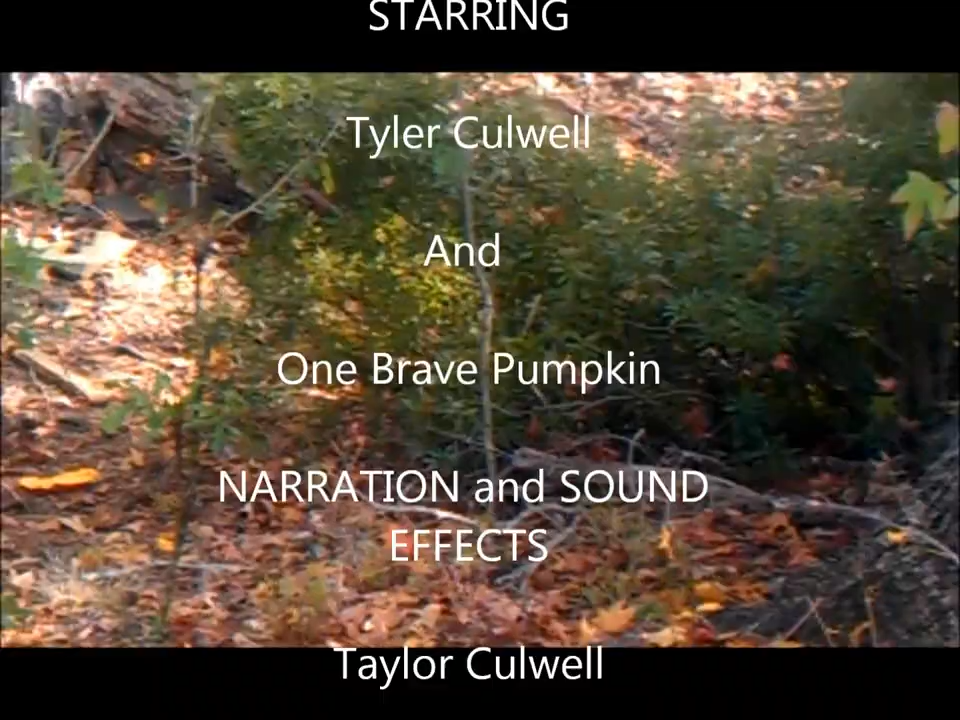 STARRING
Tyler Culwell
And
One Brave Pumpkin
NARRATION and SOUND
EFFECTS
Taylor Culwell